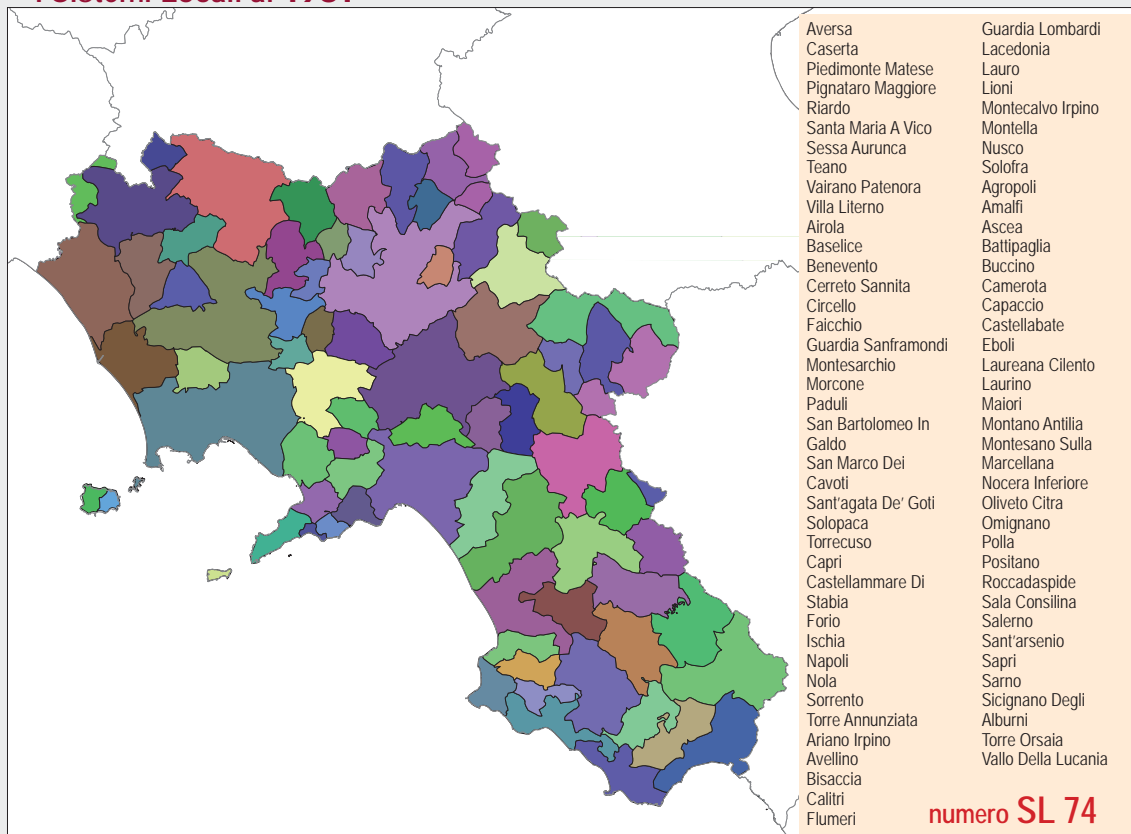 i Sistemi Locali al
Aversa
Caserta
Piedimonte Matese
Pignataro Maggiore
Riardo
Santa Maria A Vico
Sessa Aurunca
Teano
Vairano Patenora
Villa Literno
Airola
Baselice
Benevento
Cerreto Sannita
Circello
Faicchio
Guardia Sanframondi
Montesarchio
Morcone
Paduli
San Bartolomeo In
Galdo
San Marco Dei
Cavoti
Sant'agata De' Goti
Solopaca
Torrecuso
Capri
Castellammare Di
Stabia
Forio
Ischia
Napoli
Nola
Sorrento
Torre Annunziata
Ariano Irpino
Avellino
Bisaccia
Calitri
Flumeri
Guardia Lombardi
Lacedonia
Lauro
Lioni
Montecalvo Irpino
Montella
Nusco
Solofra
Agropoli
Amalfi
Ascea
Battipaglia
Buccino
Camerota
Capaccio
Castellabate
Eboli
Laureana Cilento
Laurino
Maiori
Montano Antilia
Montesano Sulla
Marcellana
Nocera Inferiore
Oliveto Citra
Omignano
Polla
Positano
Roccadaspide
Sala Consilina
Salerno
Sant'arsenio
Sapri
Sarno
Sicignano Degli
Alburni
Torre Orsaia
Vallo Della Lucania
numero SL 74